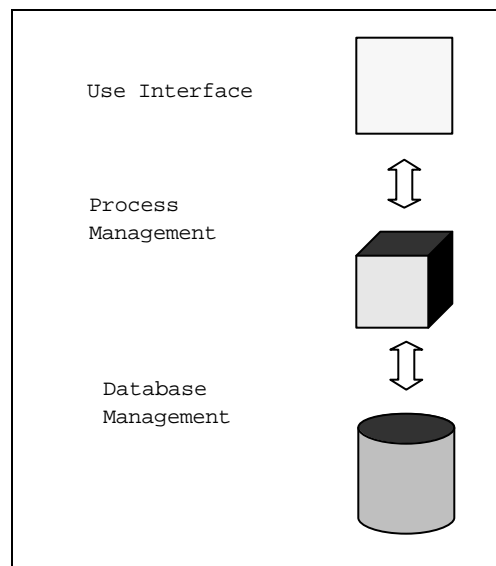 Use Interface
Process
Management
Database
Management